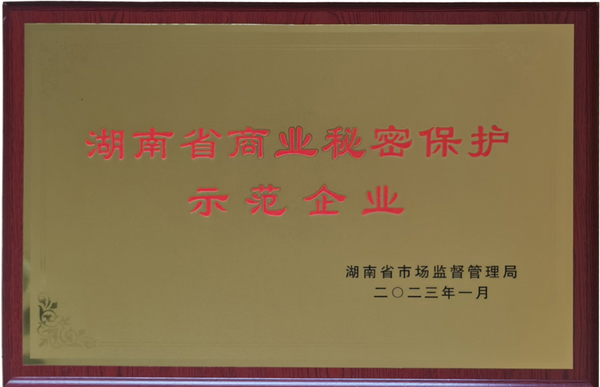 湖南省商业秘密保护
示范企业
湖南省市场监督管理局
二〇二三年一月